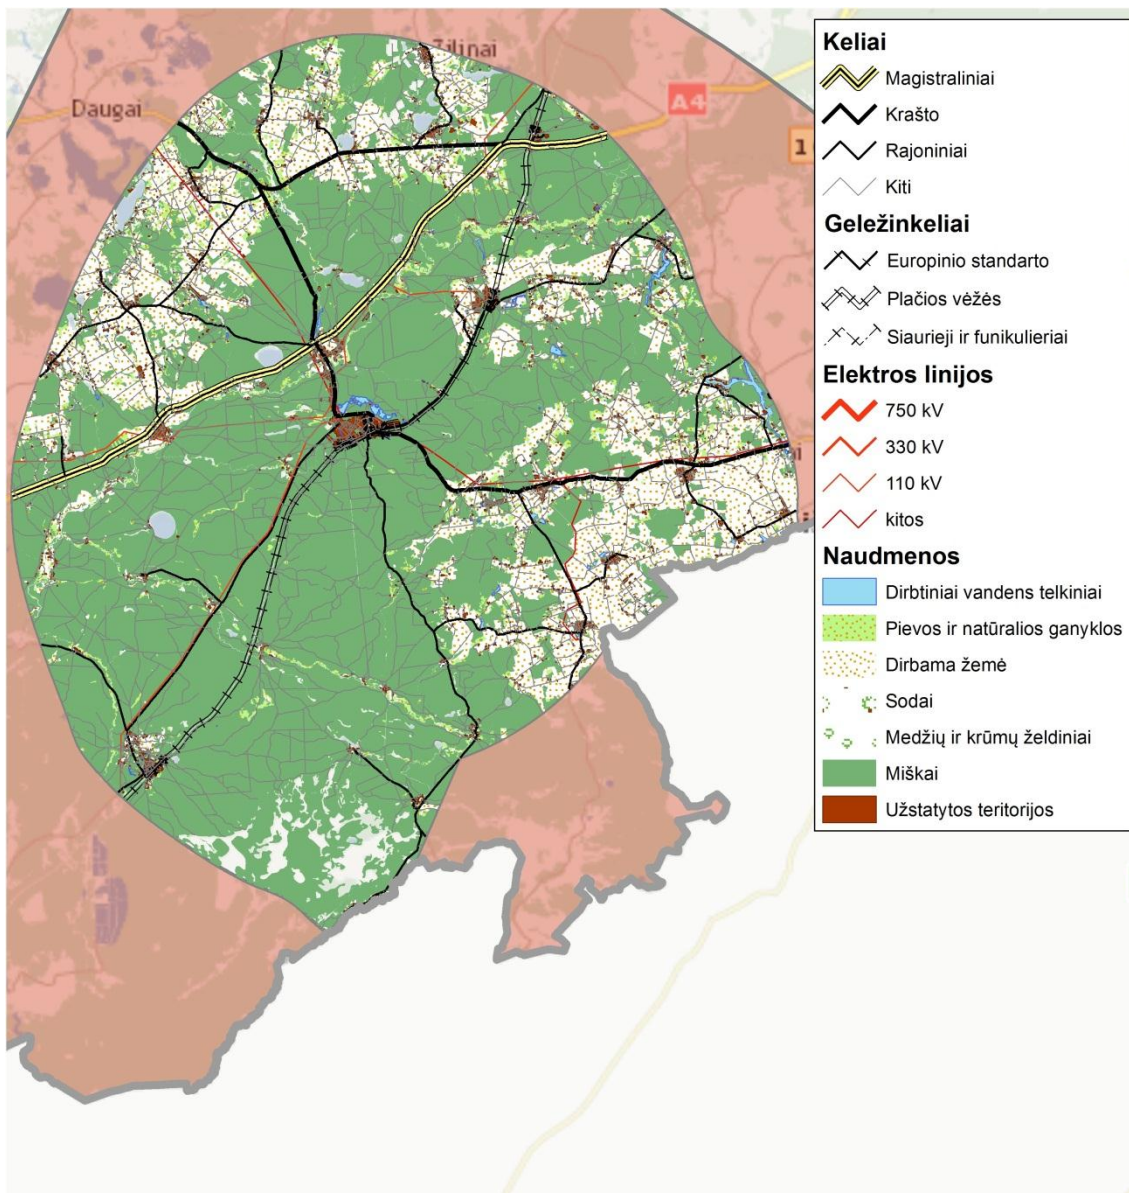 Žilinai
Daugai
A4
1
ai
Keliai
Magistraliniai
Krašto
Rajoniniai
Kiti
Geležinkeliai
Europinio standarto
Plačios vėžės
Siaurieji ir funikulieriai
Elektros linijos
750 kV
330 kV
110 kV
kitos
Naudmenos
Dirbtiniai vandens telkiniai
Pievos ir natūralios ganyklos
Dirbama žemė
Sodai
Medžių ir krūmų želdiniai
Miškai
Užstatytos teritorijos